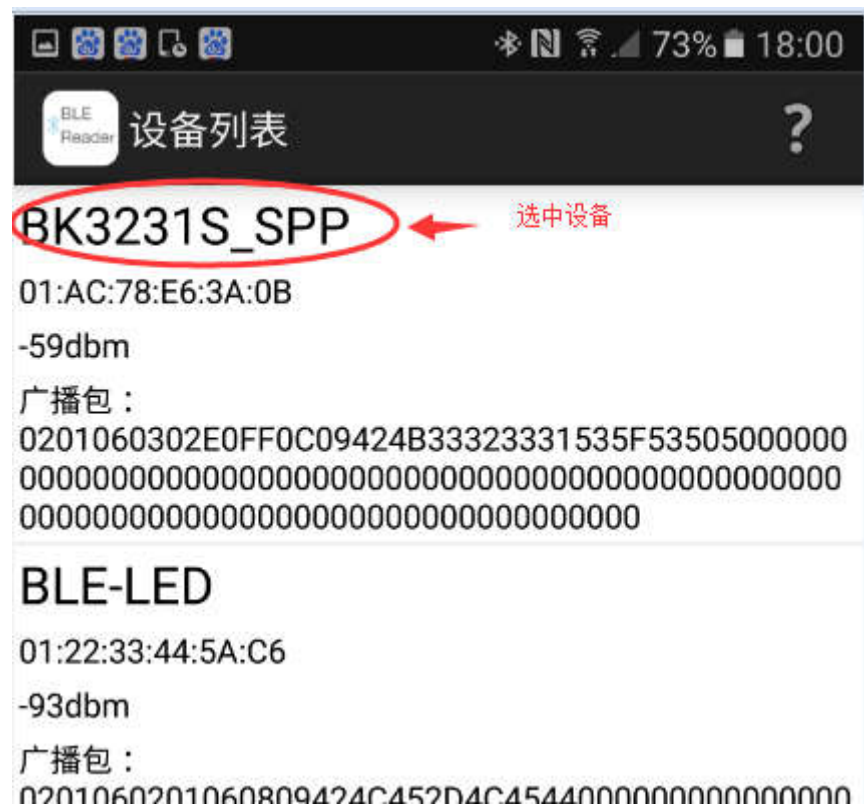 73% 18:00
BLE
Reader 设备列表 ?
BK3231S_SPP 选中设备
01:AC:78:E6:3A:0B
-59dbm
广播包：
0201060302E0FF0C09424B33323331535F53505000000
000000000000000000000000000000000000000000000
0000000000000000000000000000000000
BLE-LED
01:22:33:44:5A:C6
-93dbm
广播包：
0201060201060809424C452D4C45440000000000000000